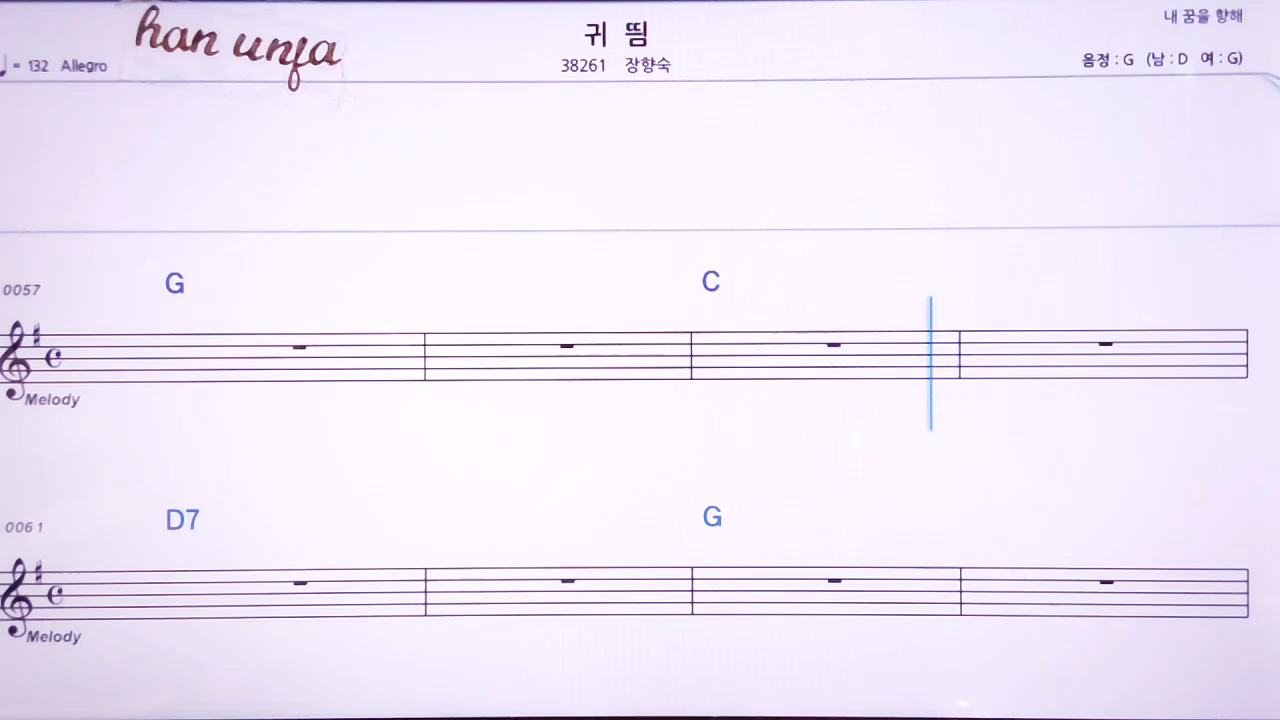 han unfa
귀 띔
내 꿈을 향해
= 132 Allegro
38261 장향숙
음정 : G (남 : D 여 : G)
0057
G
C
Melody
0061
D7
G
Melody